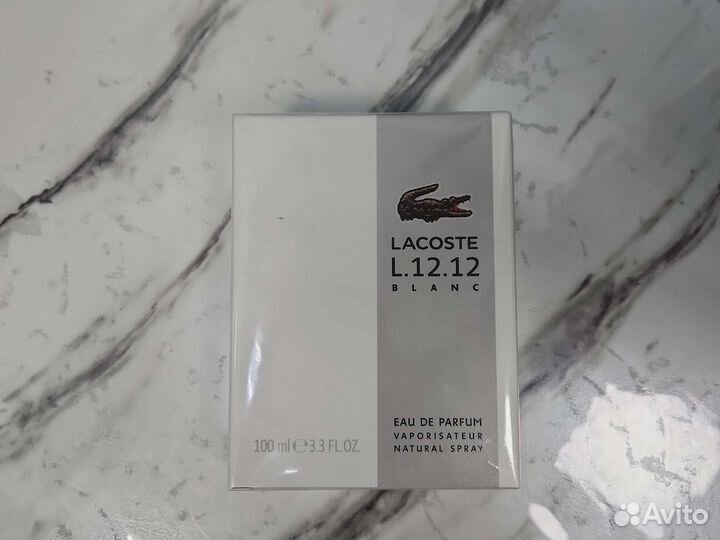 LACOSTE
L.12.12
BLANC
EAU DE PARFUM
VAPORISATEUR
NATURAL SPRAY
100 ml ℮ 3.3 FL.OZ.
Avito